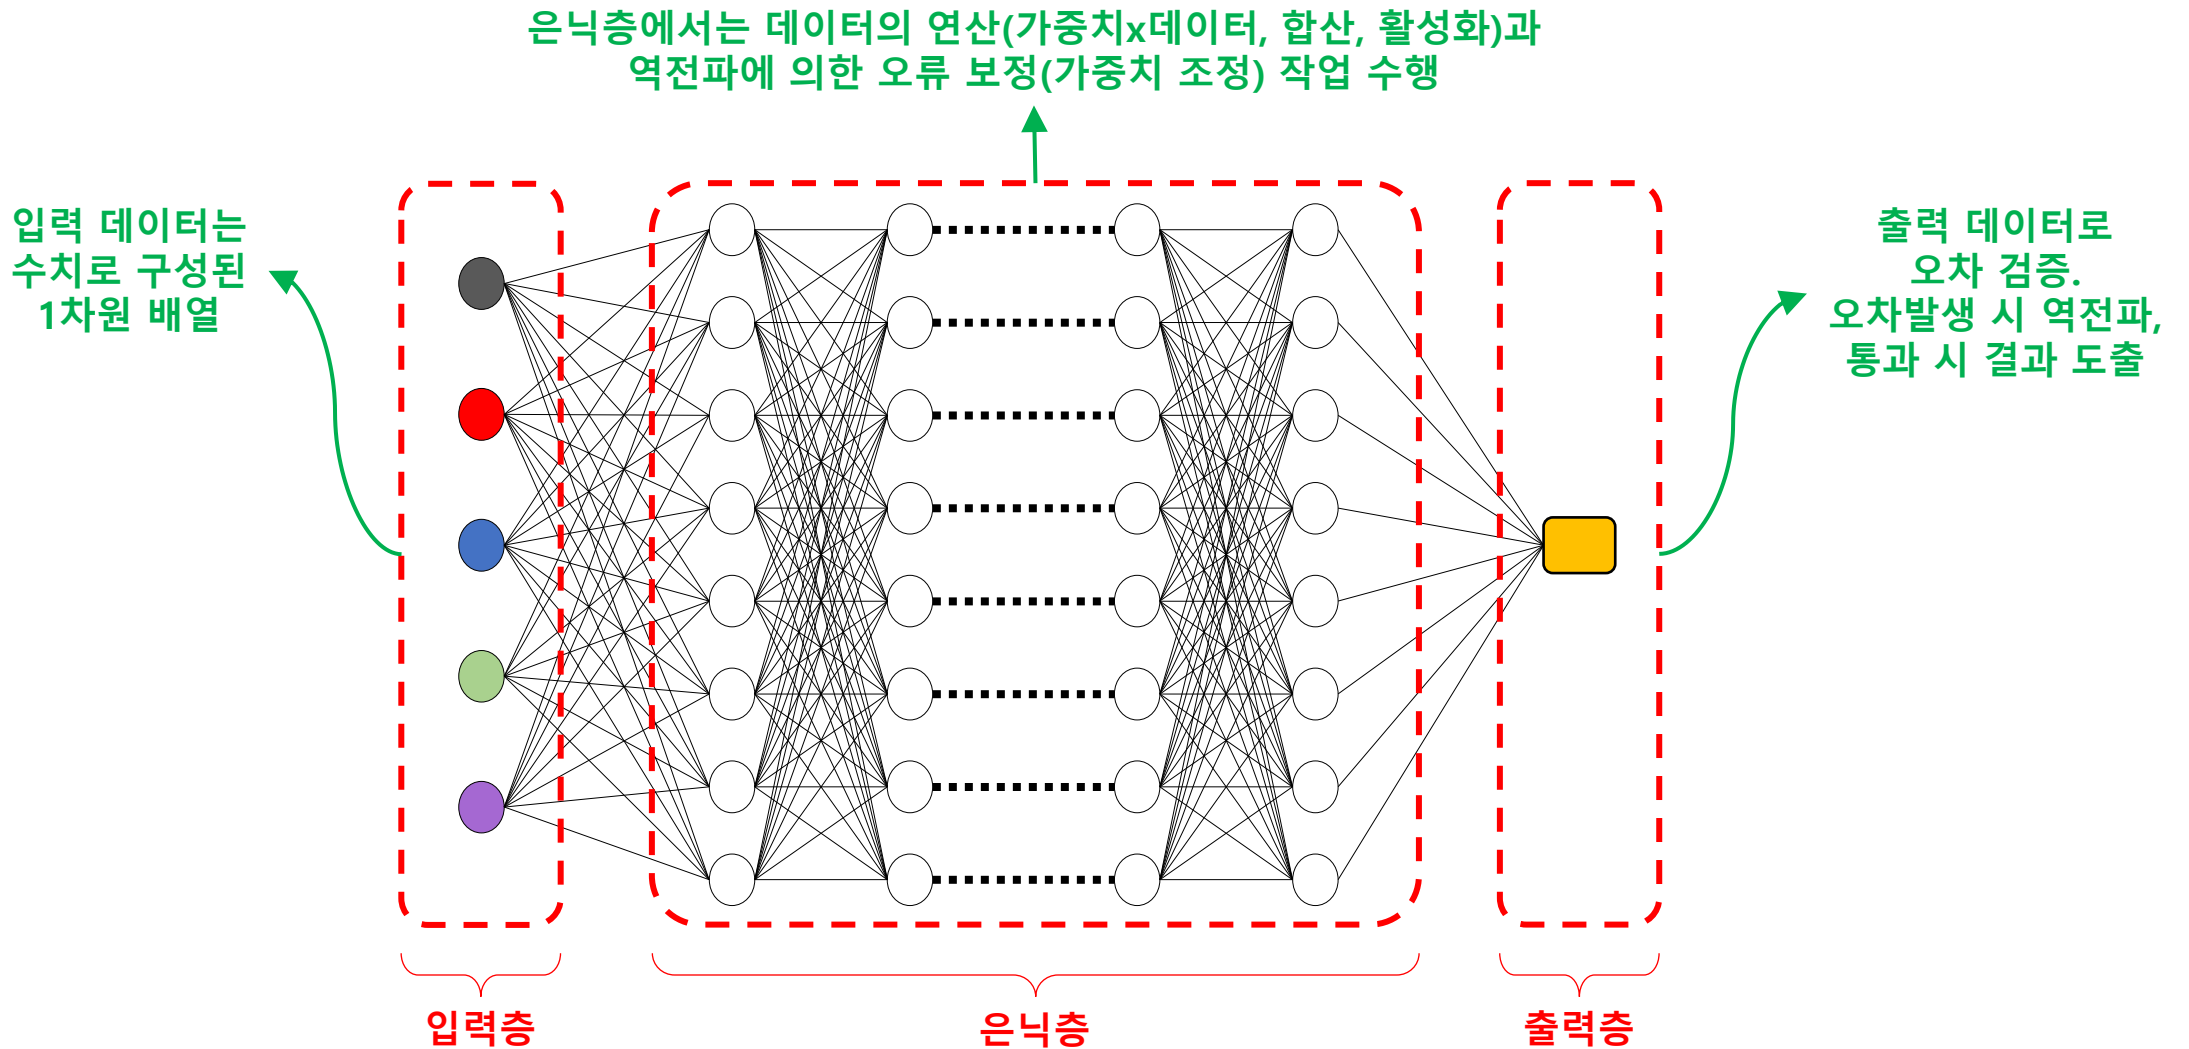 은닉층에서는 데이터의 연산(가중치x데이터, 합산, 활성화)과
역전파에 의한 오류 보정(가중치 조정) 작업 수행
입력 데이터는
수치로 구성된
1차원 배열
출력 데이터로
오차 검증.
오차발생 시 역전파,
통과 시 결과 도출
입력층
은닉층
출력층